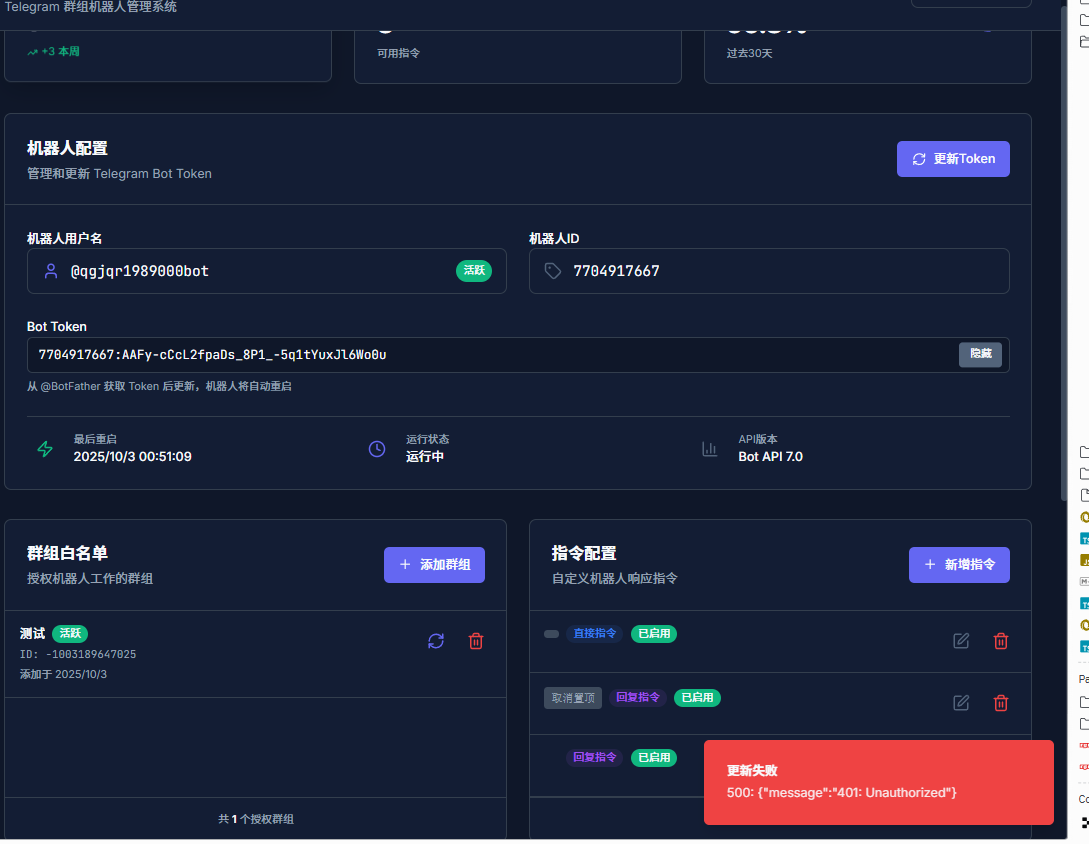 Telegram 群组机器人管理系统
+3 本周
可用指令
过去30天
机器人配置
管理和更新 Telegram Bot Token
更新Token
机器人用户名
机器人ID
@qgjqr1989000bot
活跃
7704917667
Bot Token
7704917667:AAFy-cCcL2fpaDs_8P1_-5q1tYuxJl6Wo0u
隐藏
从 @BotFather 获取 Token 后更新，机器人将自动重启
最后重启
2025/10/3 00:51:09
运行状态
运行中
API版本
Bot API 7.0
群组白名单
授权机器人工作的群组
添加群组
测试
活跃
ID: -1003189647025
添加于 2025/10/3
共 1 个授权群组
指令配置
自定义机器人响应指令
新增指令
直接指令
已启用
取消置顶
回复指令
已启用
回复指令
已启用
更新失败
500: {"message":"401: Unauthorized"}